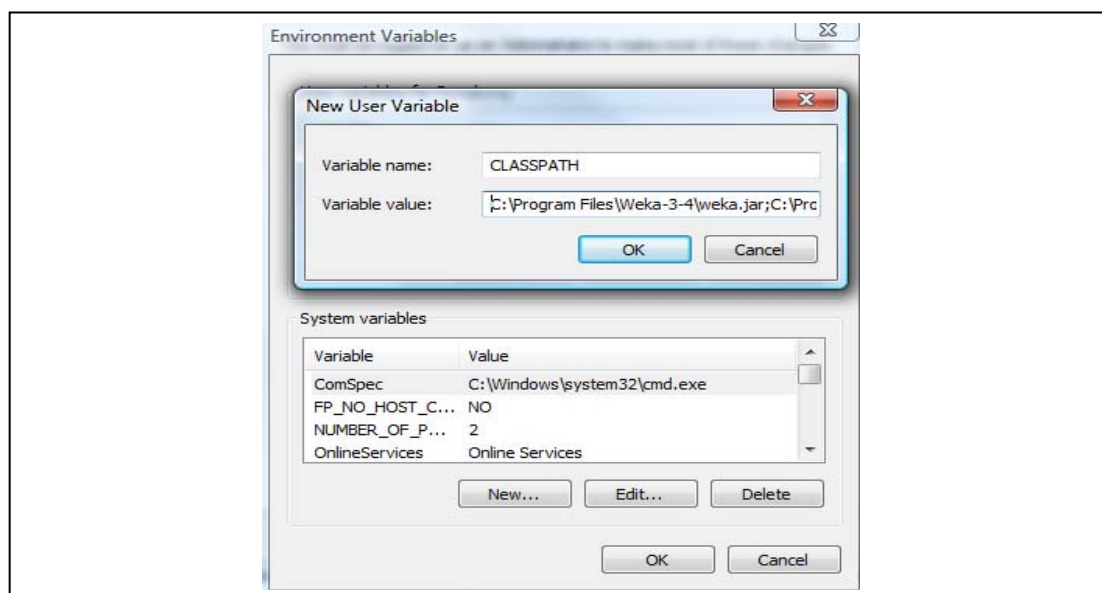 Environment Variables
New User Variable
Variable name:
CLASSPATH
Variable value:
C:\Program Files\Weka-3-4\weka.jar;C:\Pro
OK
Cancel
System variables
Variable Value
ComSpec C:\Windows\system32\cmd.exe
FP_NO_HOST_C... NO
NUMBER_OF_P... 2
OnlineServices Online Services
New...
Edit...
Delete
OK
Cancel